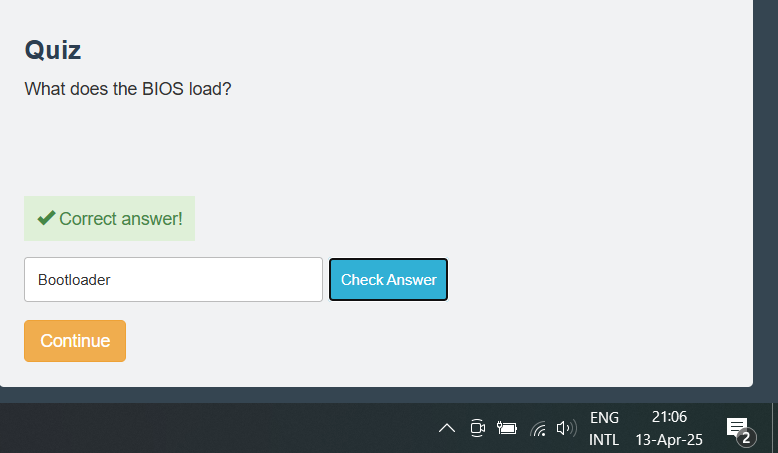 Quiz
What does the BIOS load?
Correct answer!
Bootloader
Check Answer
Continue
ENG
INTL
21:06
13-Apr-25
2